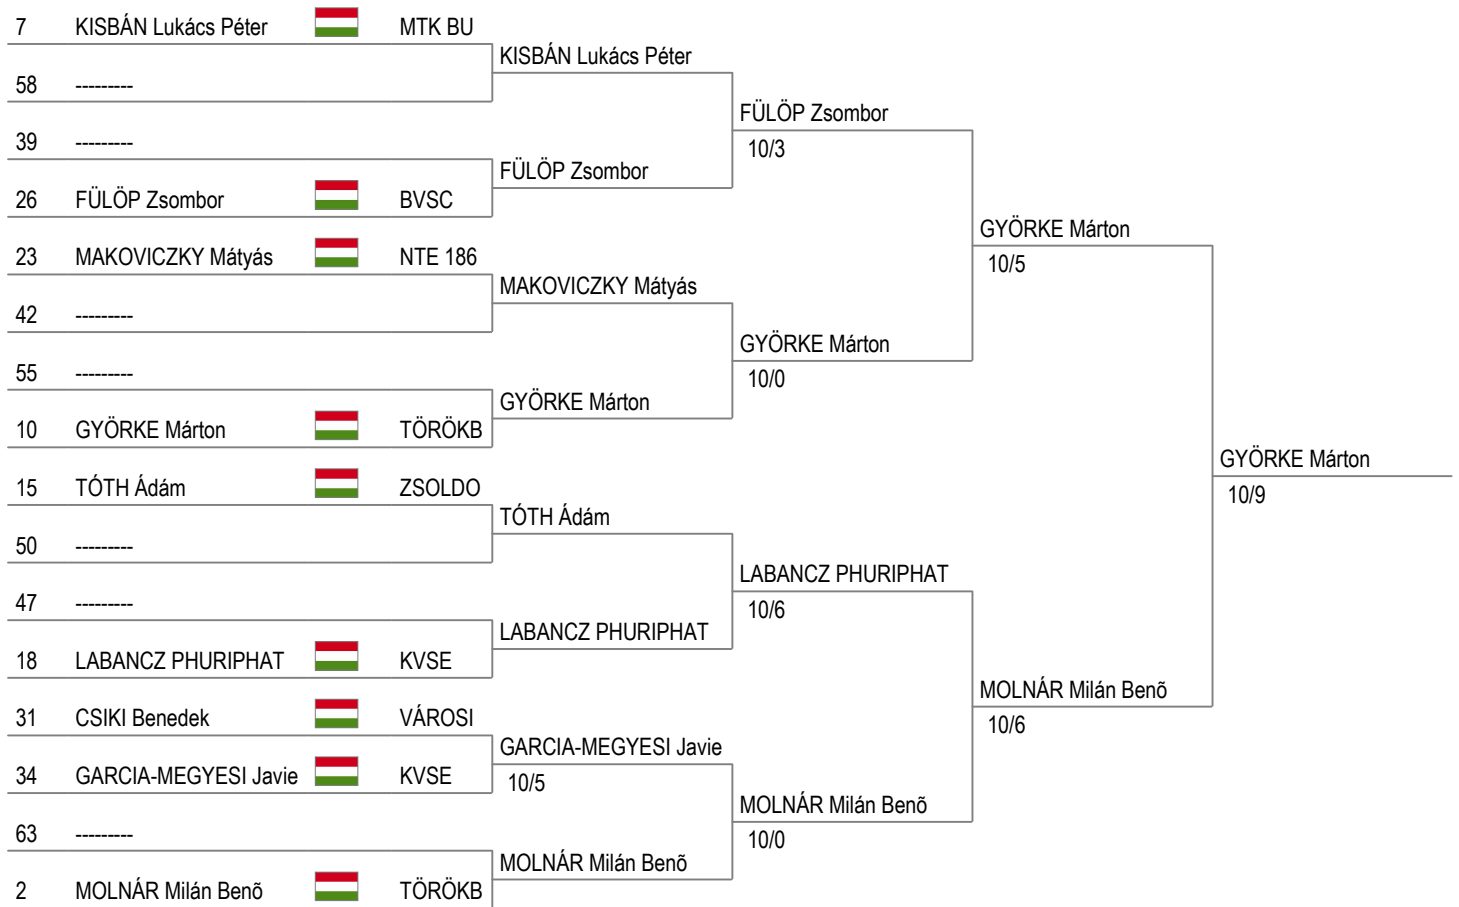 7 KISBÁN Lukács Péter MTK BU
KISBÁN Lukács Péter
58 ---------
FÜLÖP Zsombor
10/3
39 ---------
FÜLÖP Zsombor
26 FÜLÖP Zsombor BVSC
GYÖRKE Márton
10/5
23 MAKOVICZKY Mátyás NTE 186
MAKOVICZKY Mátyás
42 ---------
GYÖRKE Márton
10/0
55 ---------
GYÖRKE Márton
10 GYÖRKE Márton TÖRÖKB
GYÖRKE Márton
10/9
15 TÓTH Ádám ZSOLDO
TÓTH Ádám
50 ---------
LABANCZ PHURIPHAT
10/6
47 ---------
LABANCZ PHURIPHAT
18 LABANCZ PHURIPHAT KVSE
MOLNÁR Milán Benõ
10/6
31 CSIKI Benedek VÁROSI
GARCIA-MEGYESI Javie
10/5
34 GARCIA-MEGYESI Javie KVSE
MOLNÁR Milán Benõ
10/0
63 ---------
MOLNÁR Milán Benõ
2 MOLNÁR Milán Benõ TÖRÖKB